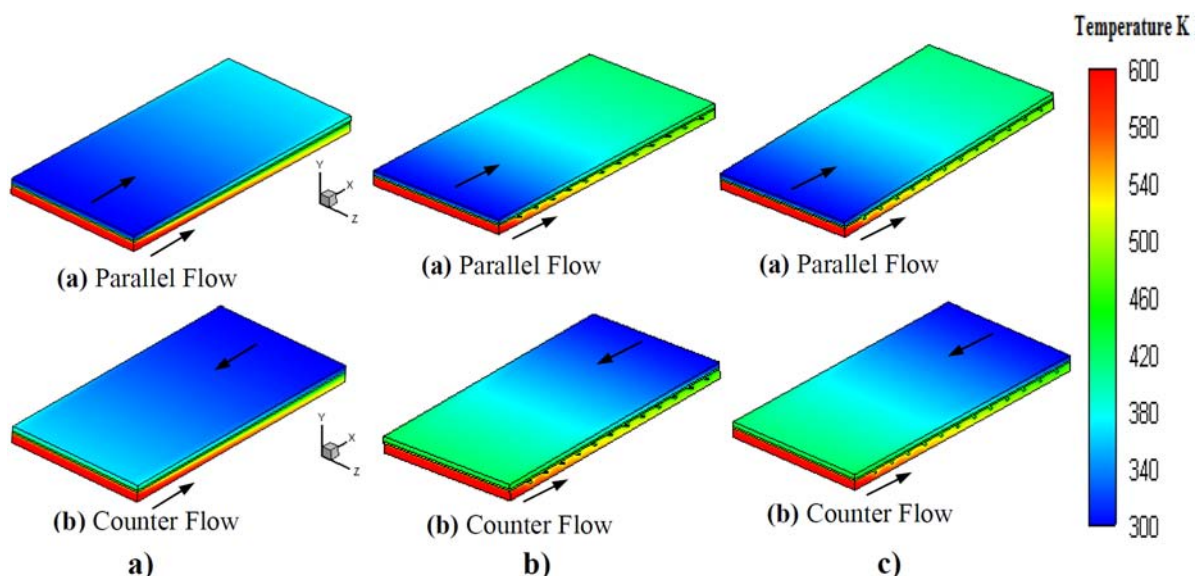 Temperature K
600
580
540
500
460
420
380
340
300
Y
X
Z
(a) Parallel Flow
(a) Parallel Flow
(a) Parallel Flow
Y
X
Z
(b) Counter Flow
(b) Counter Flow
(b) Counter Flow
a)
b)
c)